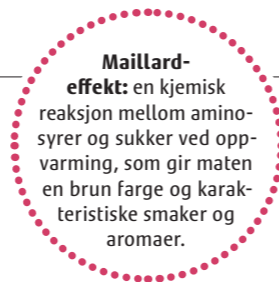 Maillard-
effekt: en kjemisk
reaksjon mellom amino-
syrer og sukker ved opp-
varming, som gir maten
en brun farge og karak-
teristiske smaker og
aromaer.